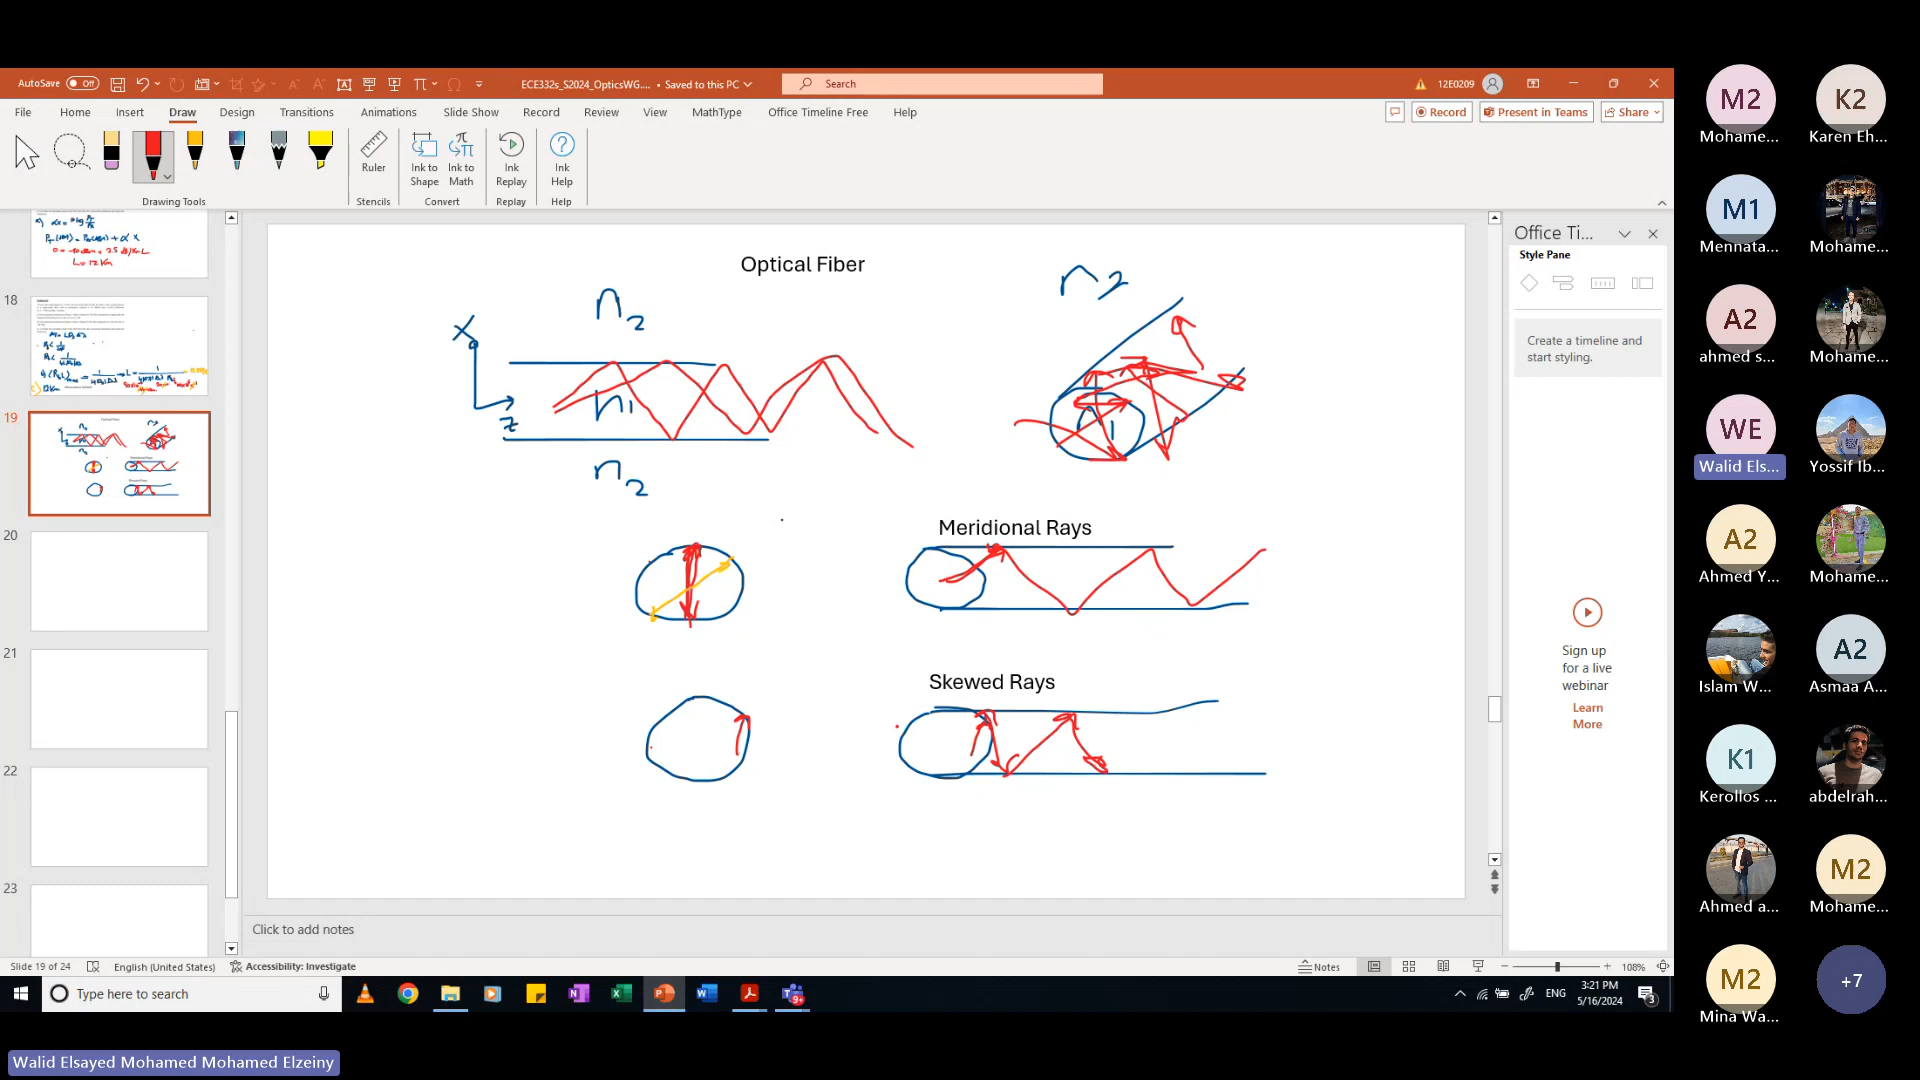 AutoSave Off
ECE332s_S2024_OpticsWG.... • Saved to this PC
Search
12E0209
File Home Insert Draw Design Transitions Animations Slide Show Record Review View MathType Office Timeline Free Help
Record
Present in Teams
Share
Ruler
Ink to Shape
Ink to Math
Ink Replay
Ink Help
Drawing Tools
Stencils
Convert
Replay
Help
18
19
20
21
22
23
Optical Fiber
n2
X
n1
Z
n2
n2
n1
Meridional Rays
Skewed Rays
Click to add notes
Office Ti...
Style Pane
Create a timeline and start styling.
Sign up for a live webinar
Learn More
Slide 19 of 24
English (United States)
Accessibility: Investigate
Notes
108%
Type here to search
9+
ENG
3:21 PM
5/16/2024
3
M2
Mohame...
K2
Karen Eh...
M1
Mennata...
Mohame...
A2
ahmed s...
Mohame...
WE
Walid Els...
Yossif Ib...
A2
Ahmed Y...
Mohame...
Islam W...
A2
Asmaa A...
K1
Kerollos ...
abdelrah...
Ahmed a...
M2
Mohame...
M2
Mina Wa...
+7
Walid Elsayed Mohamed Mohamed Elzeiny